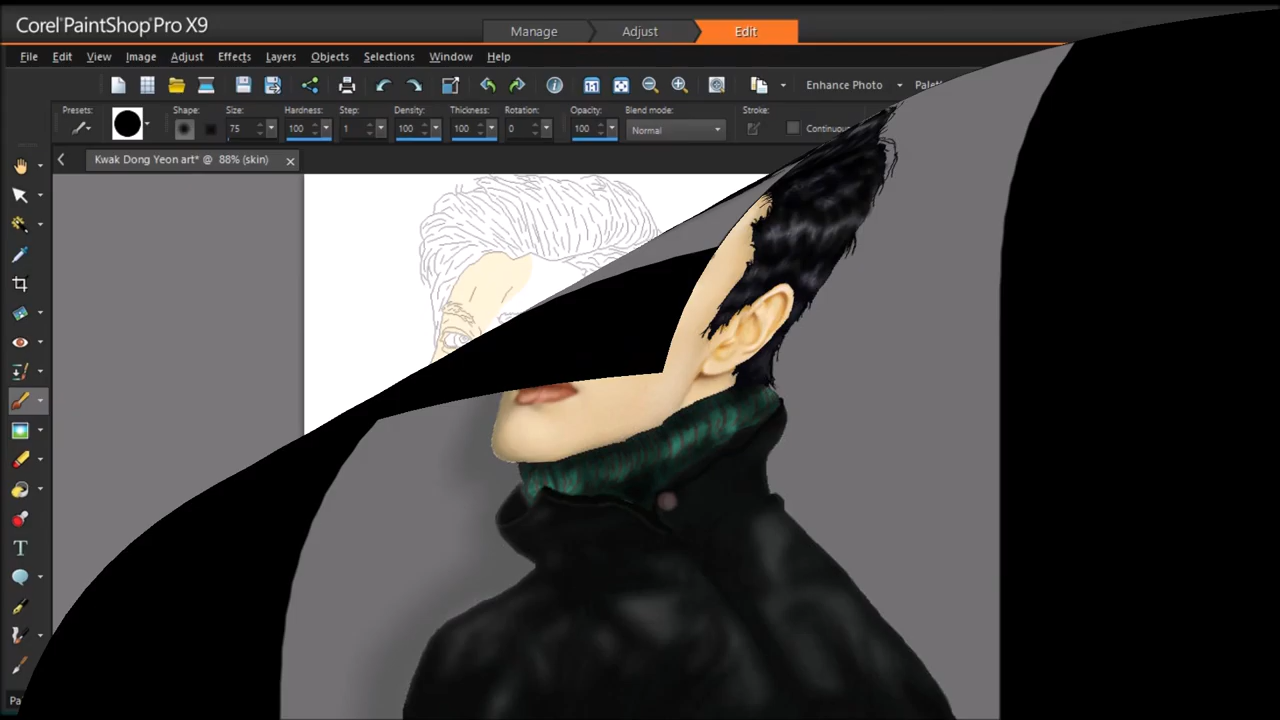 Corel PaintShop Pro X9
Manage Adjust Edit
File Edit View Image Adjust Effects Layers Objects Selections Window Help
Enhance Photo
Presets: Shape: Size: Hardness: Step: Density: Thickness: Rotation: Opacity: Blend mode: Stroke:
75 100 1 100 100 0 100 Normal
Kwak Dong Yeon art* @ 88% (skin)